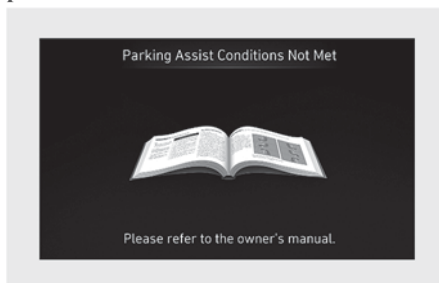 Parking Assist Conditions Not Met
Please refer to the owner's manual.